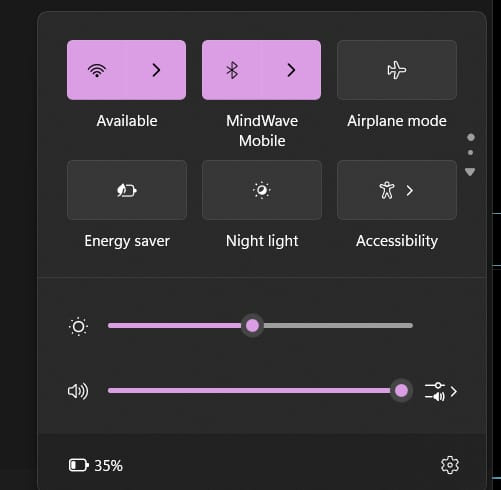 Available
MindWave
Mobile
Airplane mode
Energy saver
Night light
Accessibility
35%